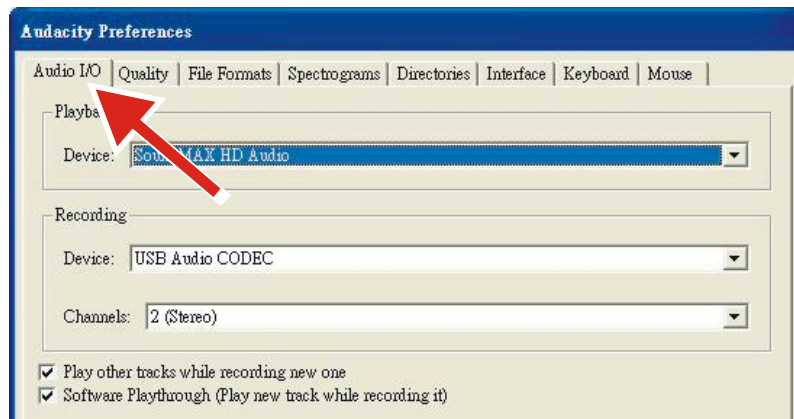 Audacity Preferences
Audio I/O Quality File Formats Spectrograms Directories Interface Keyboard Mouse
Device: HD Audio
Recording
Device: USB Audio CODEC
Channels: 2 (Stereo)
Play other tracks while recording new one
Software Playthrough (Play new track while recording it)